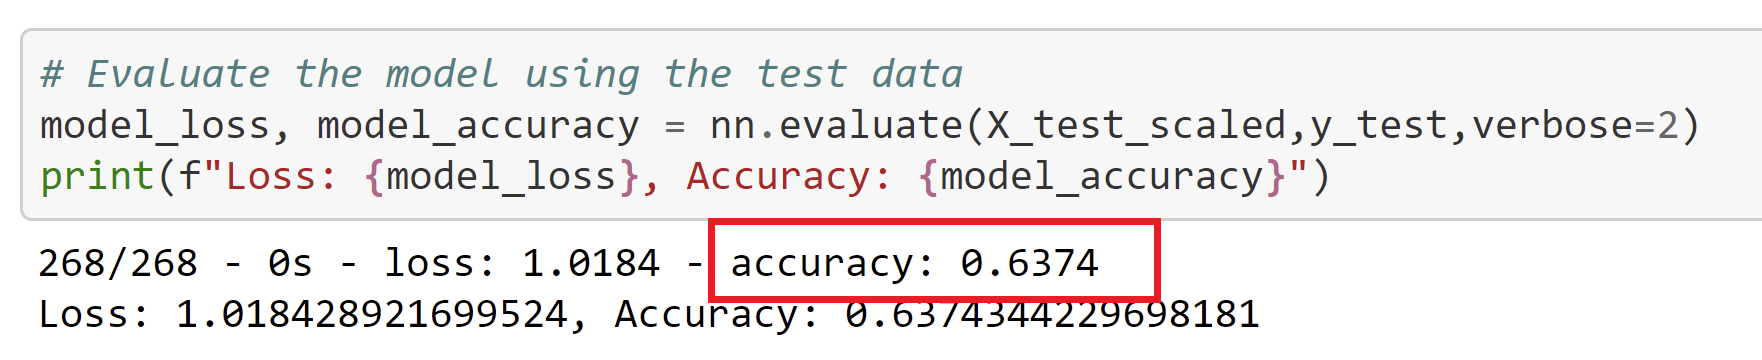 # Evaluate the model using the test data
model_loss, model_accuracy = nn.evaluate(X_test_scaled,y_test,verbose=2)
print(f"Loss: {model_loss}, Accuracy: {model_accuracy}")
268/268 - 0s - loss: 1.0184 - accuracy: 0.6374
Loss: 1.018428921699524, Accuracy: 0.6374344229698181